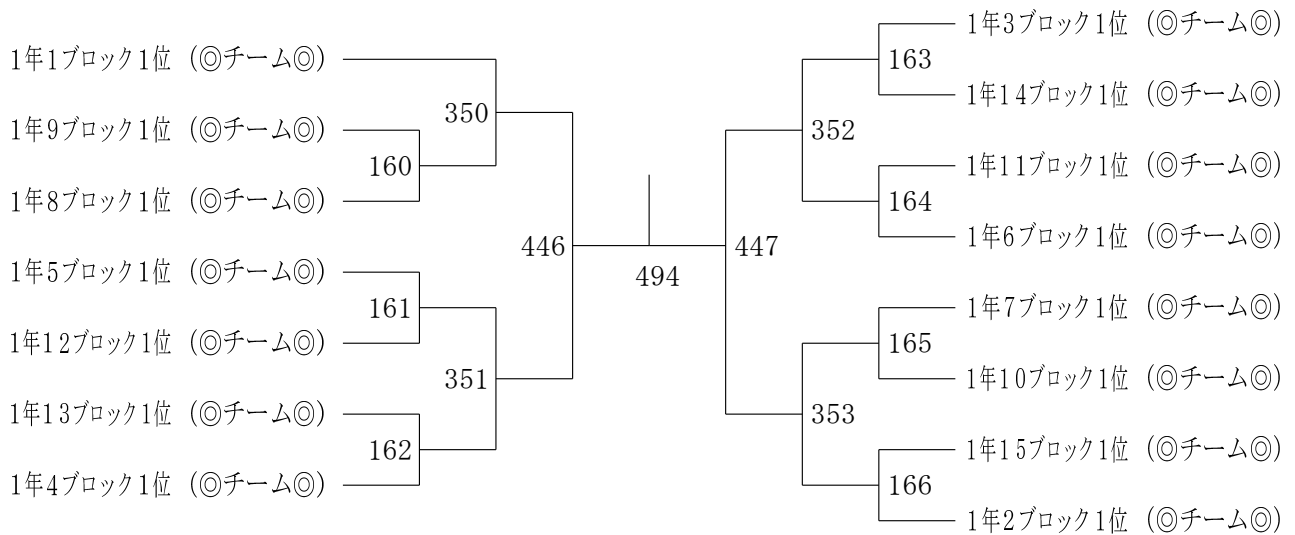 1年1ブロック1位 (◎チーム◎)
350
1年9ブロック1位 (◎チーム◎)
160
1年8ブロック1位 (◎チーム◎)
446
1年5ブロック1位 (◎チーム◎)
161
1年12ブロック1位 (◎チーム◎)
351
1年13ブロック1位 (◎チーム◎)
162
1年4ブロック1位 (◎チーム◎)
494
1年3ブロック1位 (◎チーム◎)
163
1年14ブロック1位 (◎チーム◎)
352
1年11ブロック1位 (◎チーム◎)
164
1年6ブロック1位 (◎チーム◎)
447
1年7ブロック1位 (◎チーム◎)
165
1年10ブロック1位 (◎チーム◎)
353
1年15ブロック1位 (◎チーム◎)
166
1年2ブロック1位 (◎チーム◎)